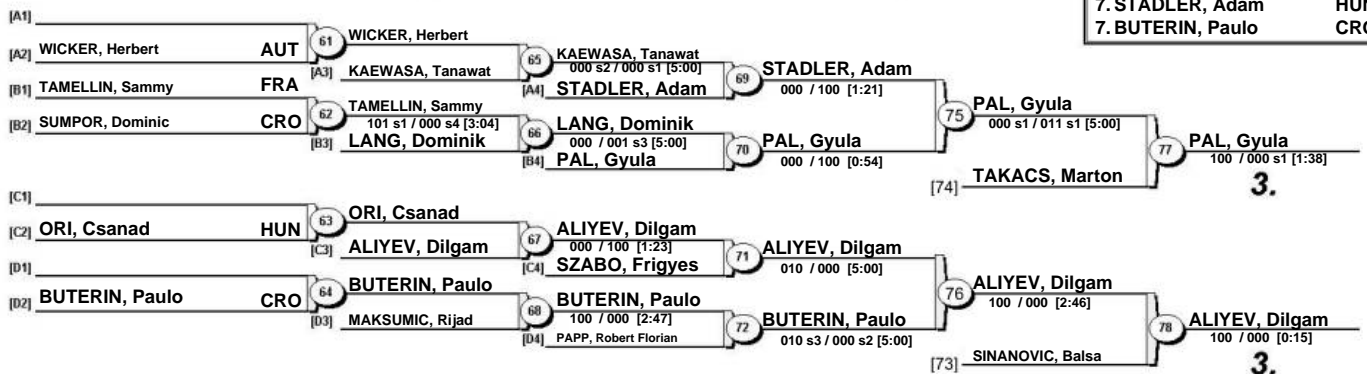 7. STADLER, Adam HUN
7. BUTERIN, Paulo CRO
[A1]
[A2] WICKER, Herbert AUT
61 WICKER, Herbert
[A3] KAEWASA, Tanawat
65 KAEWASA, Tanawat
000 s2 / 000 s1 [5:00]
[A4] STADLER, Adam
69 STADLER, Adam
000 / 100 [1:21]
[B1] TAMELLIN, Sammy FRA
[B2] SUMPOR, Dominic CRO
62 TAMELLIN, Sammy
101 s1 / 000 s4 [3:04]
[B3] LANG, Dominik
66 LANG, Dominik
000 / 001 s3 [5:00]
[B4] PAL, Gyula
70 PAL, Gyula
000 / 100 [0:54]
75 PAL, Gyula
000 s1 / 011 s1 [5:00]
[74] TAKACS, Marton
77 PAL, Gyula
100 / 000 s1 [1:38]
3.
[C1]
[C2] ORI, Csanad HUN
63 ORI, Csanad
[C3] ALIYEV, Dilgam
67 ALIYEV, Dilgam
000 / 100 [1:23]
[C4] SZABO, Frigyes
71 ALIYEV, Dilgam
010 / 000 [5:00]
[D1]
[D2] BUTERIN, Paulo CRO
64 BUTERIN, Paulo
[D3] MAKSUMIC, Rijad
68 BUTERIN, Paulo
100 / 000 [2:47]
[D4] PAPP, Robert Florian
72 BUTERIN, Paulo
010 s3 / 000 s2 [5:00]
76 ALIYEV, Dilgam
100 / 000 [2:46]
[73] SINANOVIC, Balsa
78 ALIYEV, Dilgam
100 / 000 [0:15]
3.